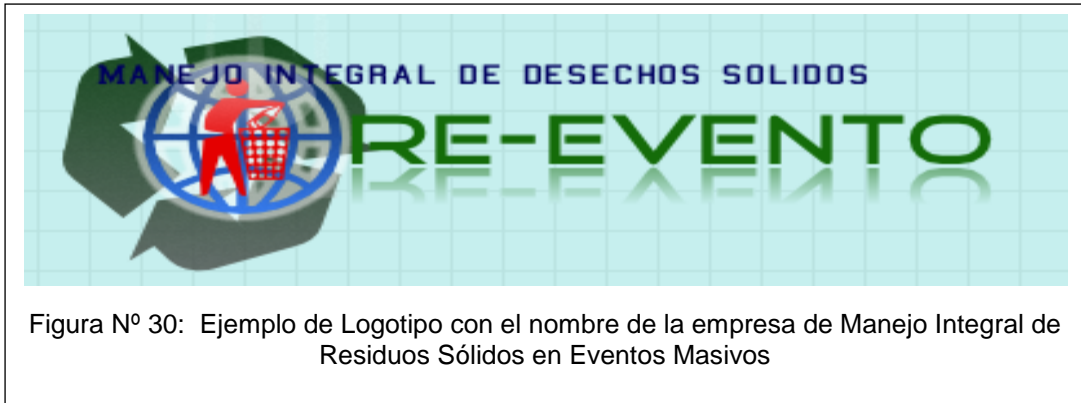 MANEJO INTEGRAL DE DESECHOS SOLIDOS
RE-EVENTO
Figura Nº 30:  Ejemplo de Logotipo con el nombre de la empresa de Manejo Integral de
Residuos Sólidos en Eventos Masivos